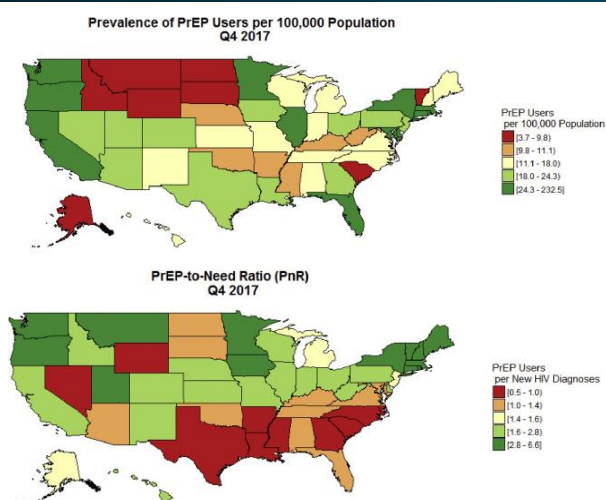 Prevalence of PrEP Users per 100,000 Population
Q4 2017
PrEP Users
per 100,000 Population
[3.7 - 9.8)
[9.8 - 11.1)
[11.1 - 18.0)
[18.0 - 24.3)
[24.3 - 232.5]
PrEP-to-Need Ratio (PnR)
Q4 2017
PrEP Users
per New HIV Diagnoses
[0.5 - 1.0)
[1.0 - 1.4)
[1.4 - 1.6)
[1.6 - 2.8)
[2.8 - 6.6]